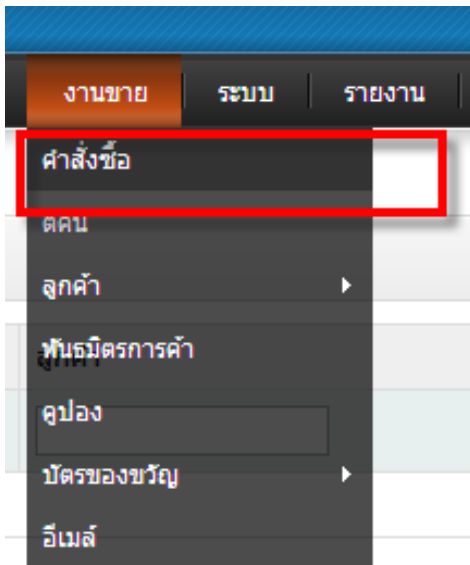 งานขาย ระบบ รายงาน
คำสั่งซื้อ
ลูกค้า
พันธมิตรการค้า
คูปอง
บัตรของขวัญ
อีเมล์